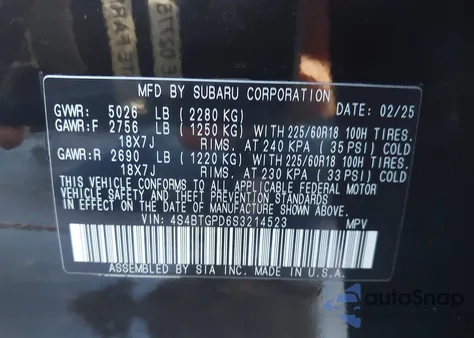 MFD BY SUBARU CORPORATION
GVWR: 5026 LB (2280 KG) DATE: 02/25
GAWR:F 2756 LB (1250 KG) WITH 225/60R18 100H TIRES.
18X7J RIMS. AT 240 KPA (35 PSI) COLD
GAWR:R 2690 LB (1220 KG) WITH 225/60R18 100H TIRES.
18X7J RIMS. AT 230 KPA (33 PSI) COLD
THIS VEHICLE CONFORMS TO ALL APPLICABLE FEDERAL MOTOR
VEHICLE SAFETY AND THEFT PREVENTION STANDARDS
IN EFFECT ON THE DATE OF MANUFACTURE SHOWN ABOVE.
VIN: 4S4BTGPD6S3214523 MPV
ASSEMBLED BY SIA INC. MADE IN U.S.A.
autoSnap